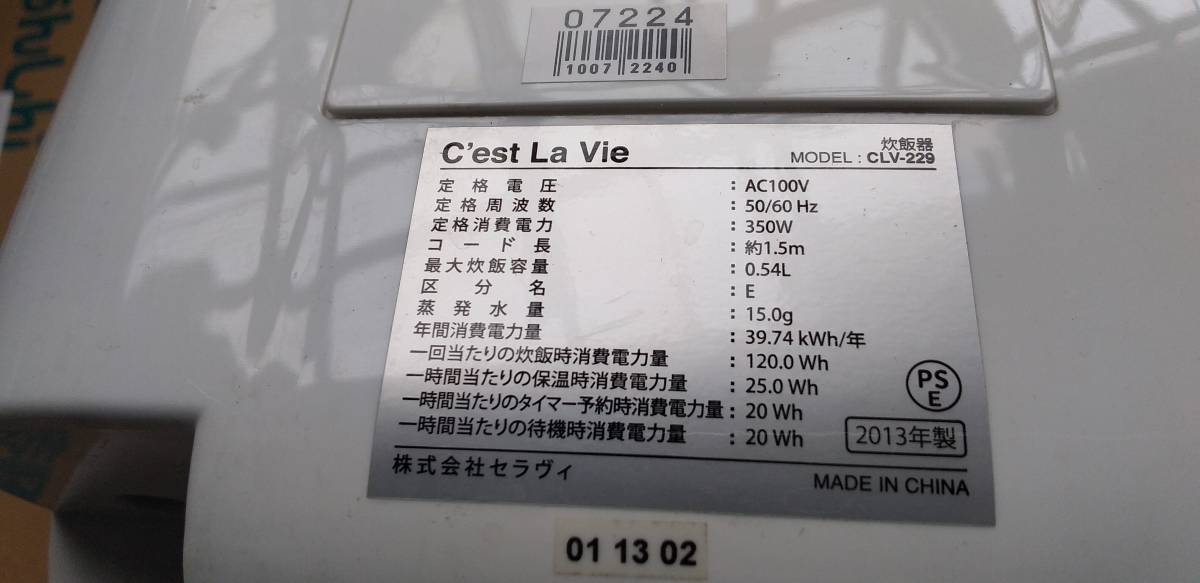 07224
1007 2240
C'est La Vie
炊飯器
MODEL : CLV-229
定格電圧 : AC100V
定格周波数 : 50/60 Hz
定格消費電力 : 350W
コード長 : 約1.5m
最大炊飯容量 : 0.54L
区分名 : E
蒸発水量 : 15.0g
年間消費電力量 : 39.74 kWh/年
一回当たりの炊飯時消費電力量 : 120.0 Wh
一時間当たりの保温時消費電力量 : 25.0 Wh
一時間当たりのタイマー予約時消費電力量 : 20 Wh
一時間当たりの待機時消費電力量 : 20 Wh
PS
E
2013年製
株式会社セラヴィ
MADE IN CHINA
01 13 02